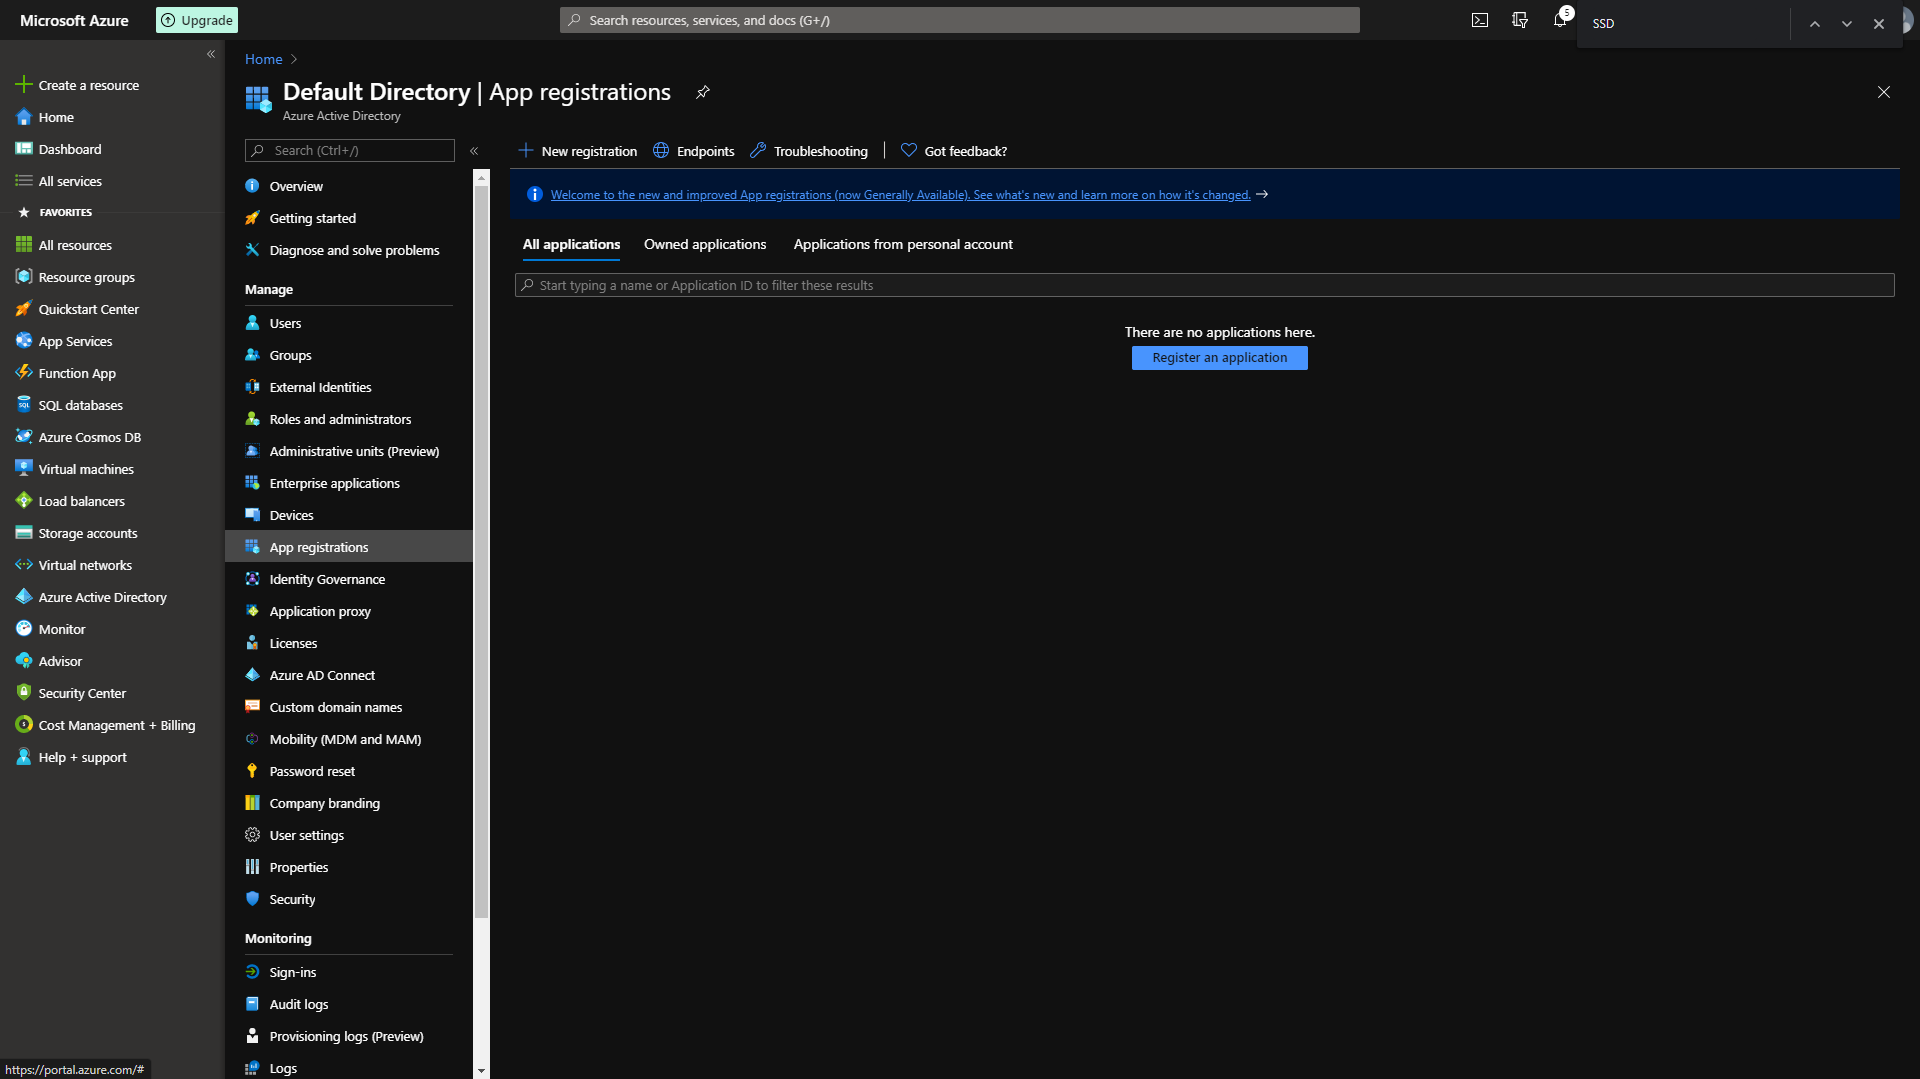 Microsoft Azure
Upgrade
Search resources, services, and docs (G+/)
5
SSD
Create a resource
Home
Dashboard
All services
FAVORITES
All resources
Resource groups
Quickstart Center
App Services
Function App
SQL databases
Azure Cosmos DB
Virtual machines
Load balancers
Storage accounts
Virtual networks
Azure Active Directory
Monitor
Advisor
Security Center
Cost Management + Billing
Help + support
https://portal.azure.com/#
Home
Default Directory | App registrations
Azure Active Directory
Search (Ctrl+/)
Overview
Getting started
Diagnose and solve problems
Manage
Users
Groups
External Identities
Roles and administrators
Administrative units (Preview)
Enterprise applications
Devices
App registrations
Identity Governance
Application proxy
Licenses
Azure AD Connect
Custom domain names
Mobility (MDM and MAM)
Password reset
Company branding
User settings
Properties
Security
Monitoring
Sign-ins
Audit logs
Provisioning logs (Preview)
Logs
New registration
Endpoints
Troubleshooting
Got feedback?
Welcome to the new and improved App registrations (now Generally Available). See what's new and learn more on how it's changed.
All applications
Owned applications
Applications from personal account
Start typing a name or Application ID to filter these results
There are no applications here.
Register an application